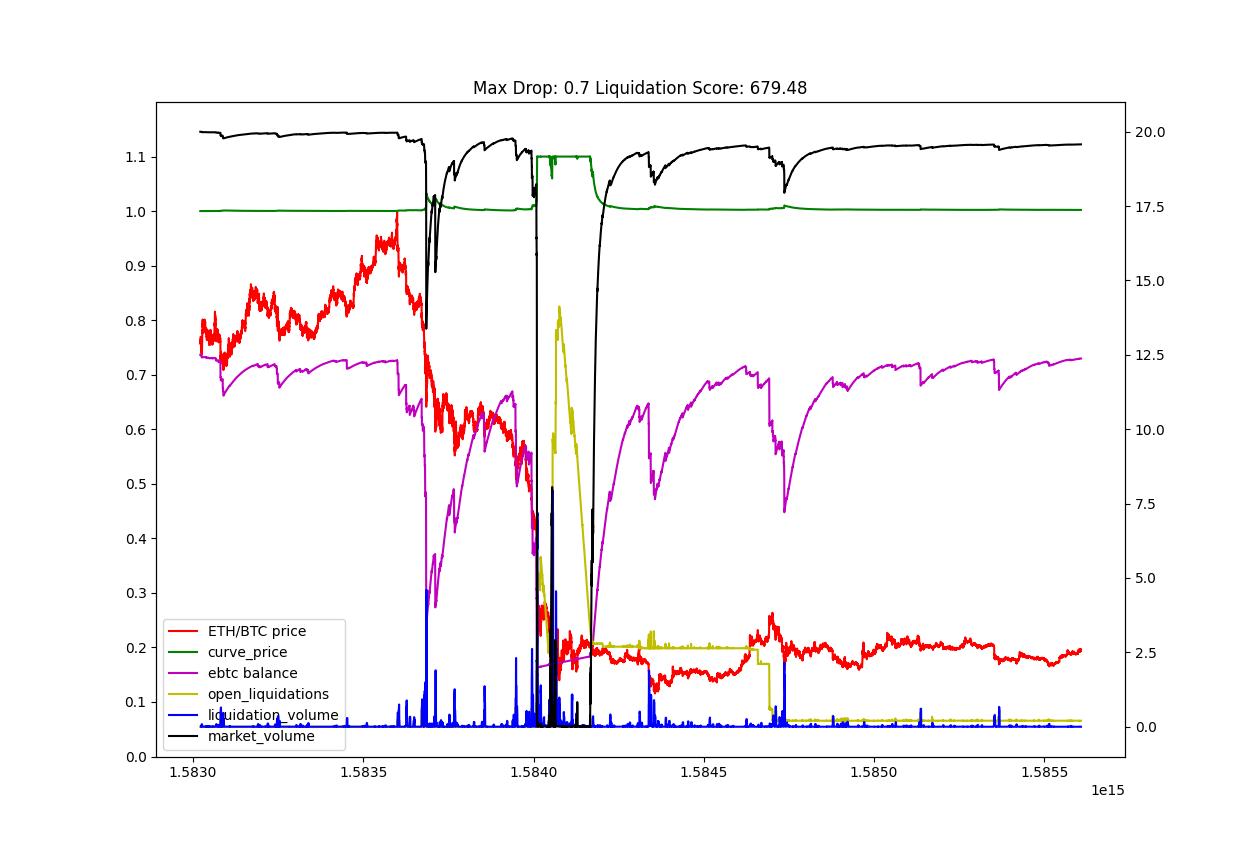 Max Drop: 0.7 Liquidation Score: 679.48
1.1
1.0
0.9
0.8
0.7
0.6
0.5
0.4
0.3
0.2
0.1
0.0
20.0
17.5
15.0
12.5
10.0
7.5
5.0
2.5
0.0
ETH/BTC price
curve_price
ebtc balance
open_liquidations
liquidation_volume
market_volume
1.5830 1.5835 1.5840 1.5845 1.5850 1.5855
1e15